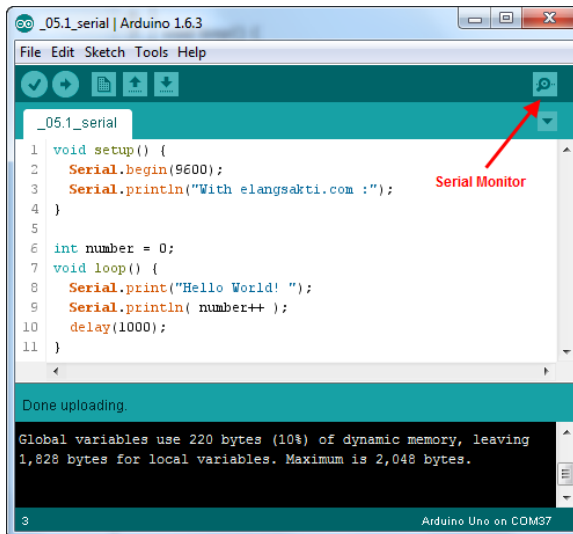 _05.1_serial | Arduino 1.6.3
File Edit Sketch Tools Help
_05.1_serial
Serial Monitor
1 void setup() {
2 Serial.begin(9600);
3 Serial.println("With elangsakti.com :");
4 }
5
6 int number = 0;
7 void loop() {
8 Serial.print("Hello World! ");
9 Serial.println( number++ );
10 delay(1000);
11 }
Done uploading.
Global variables use 220 bytes (10%) of dynamic memory, leaving
1,828 bytes for local variables. Maximum is 2,048 bytes.
3 Arduino Uno on COM37